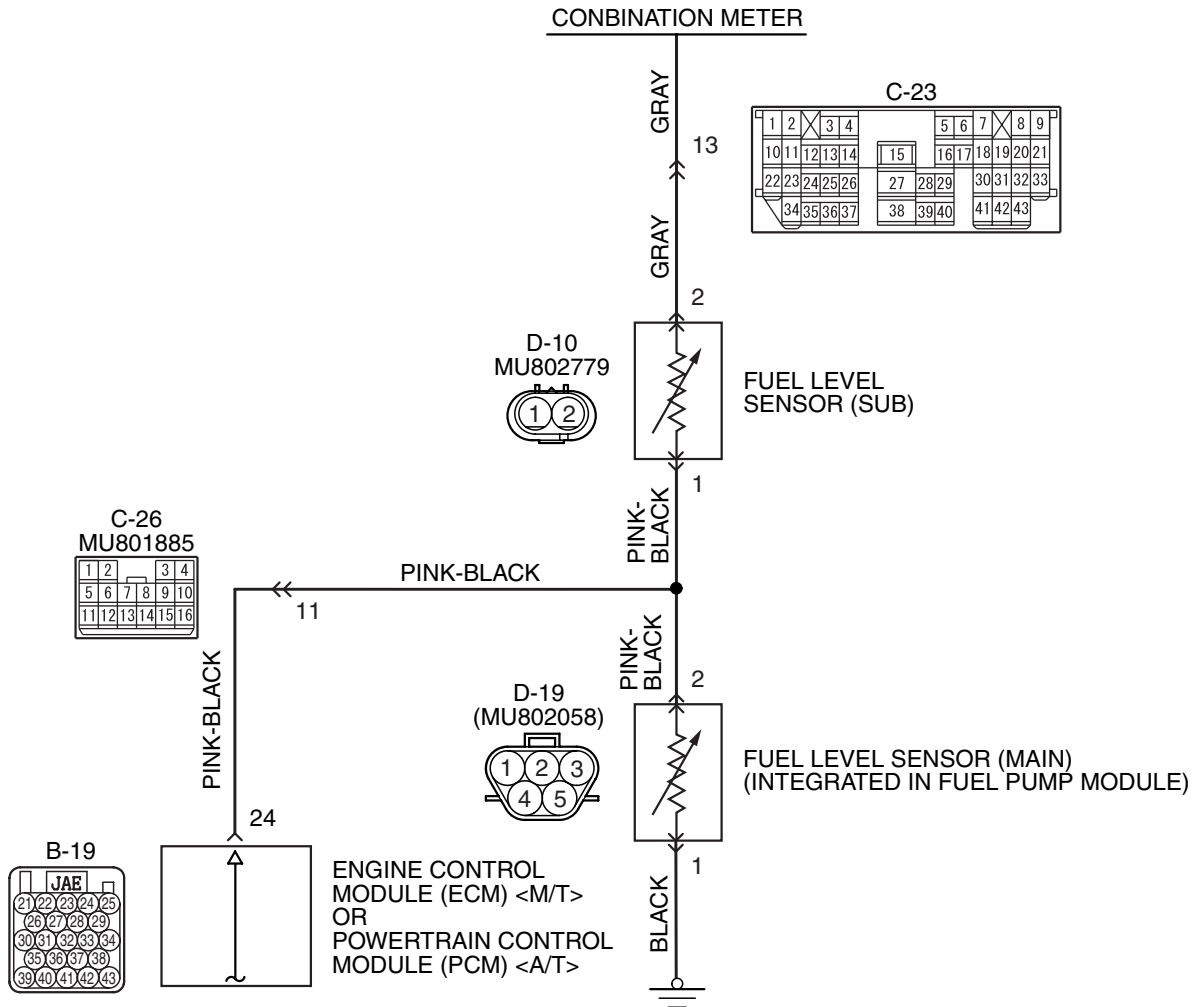 CONBINATION METER
GRAY
C-23
1 2 3 4 5 6 7 8 9
13
10 11 12 13 14 15 16 17 18 19 20 21
22 23 24 25 26 27 28 29 30 31 32 33
34 35 36 37 38 39 40 41 42 43
GRAY
2
D-10
MU802779
1 2
FUEL LEVEL
SENSOR (SUB)
1
PINK-
BLACK
C-26
MU801885
1 2 3 4
5 6 7 8 9 10
11 12 13 14 15 16
PINK-BLACK
11
PINK-BLACK
PINK-
BLACK
2
D-19
(MU802058)
1 2 3
4 5
FUEL LEVEL SENSOR (MAIN)
(INTEGRATED IN FUEL PUMP MODULE)
24
1
BLACK
B-19
JAE
21 22 23 24 25
26 27 28 29
30 31 32 33 34
35 36 37 38
39 40 41 42 43
ENGINE CONTROL
MODULE (ECM) <M/T>
OR
POWERTRAIN CONTROL
MODULE (PCM) <A/T>